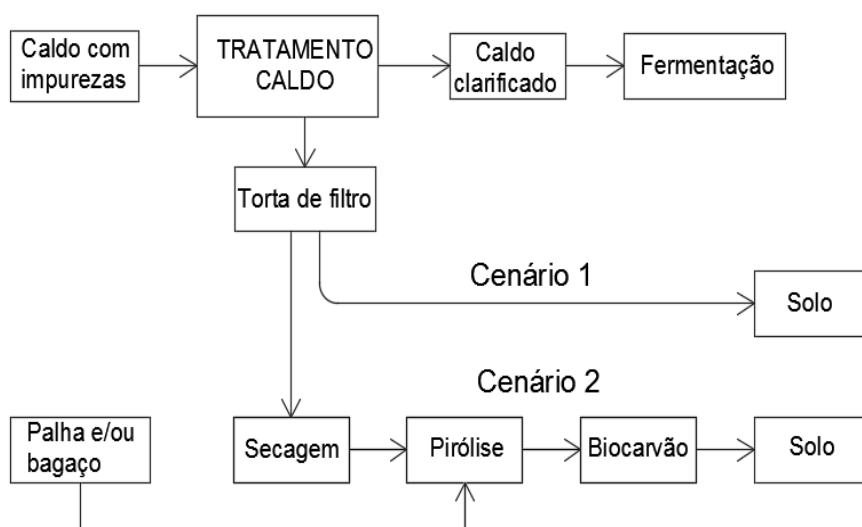 Caldo com
impurezas
TRATAMENTO
CALDO
Caldo
clarificado
Fermentação
Torta de filtro
Cenário 1
Solo
Cenário 2
Palha e/ou
bagaço
Secagem
Pirólise
Biocarvão
Solo